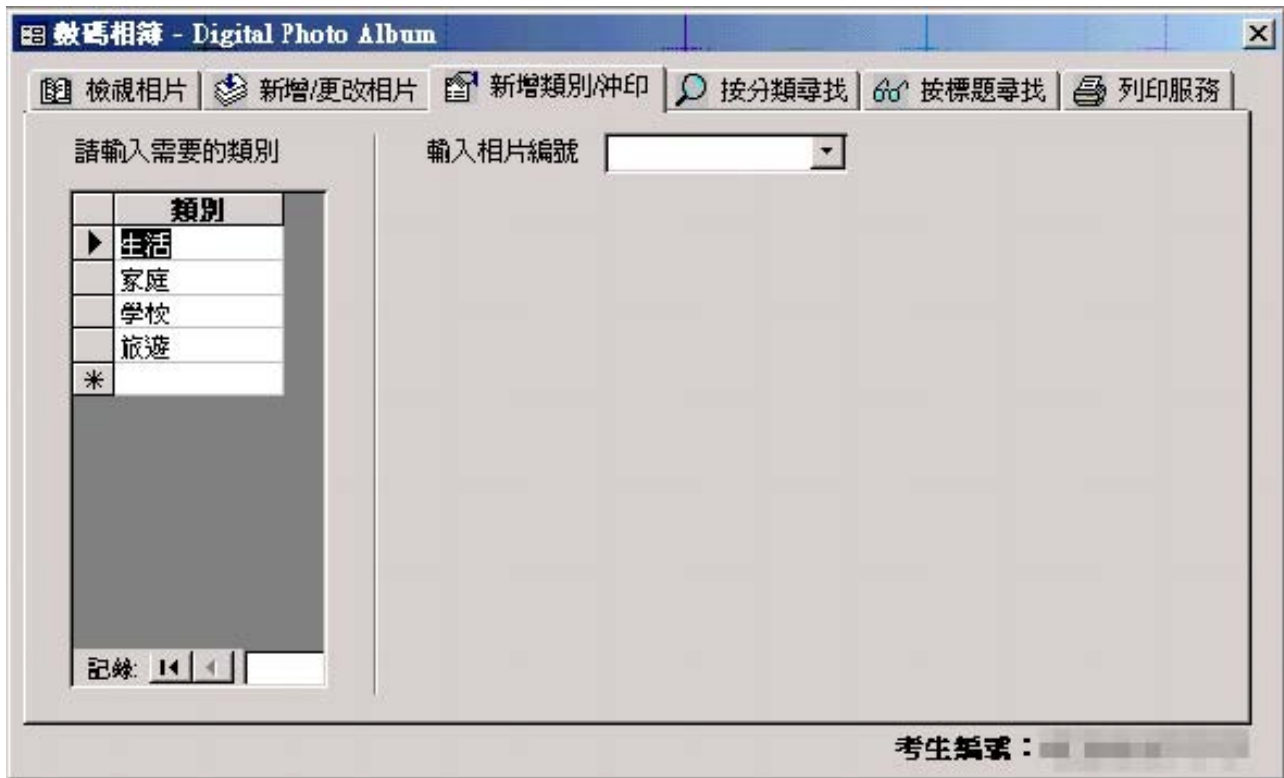 數碼相簿 - Digital Photo Album
檢視相片 新增/更改相片 新增類別/沖印 按分類尋找 按標題尋找 列印服務
請輸入需要的類別 輸入相片編號
類別
生活
家庭
學校
旅遊
記錄:
考生編號：